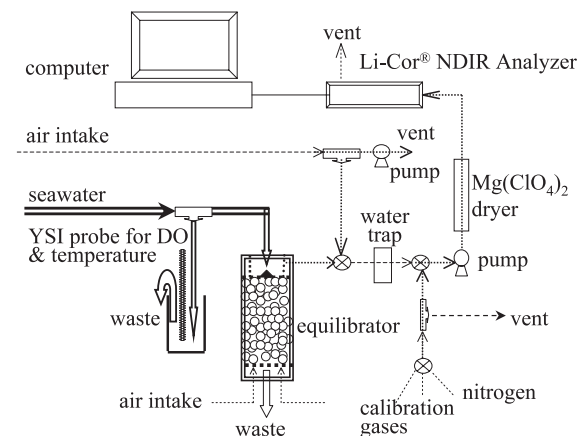 vent
Li-Cor® NDIR Analyzer
computer
air intake
vent
pump
Mg(ClO4)2
dryer
seawater
water
trap
YSI probe for DO
& temperature
pump
waste
equilibrator
vent
air intake
nitrogen
calibration
gases
waste